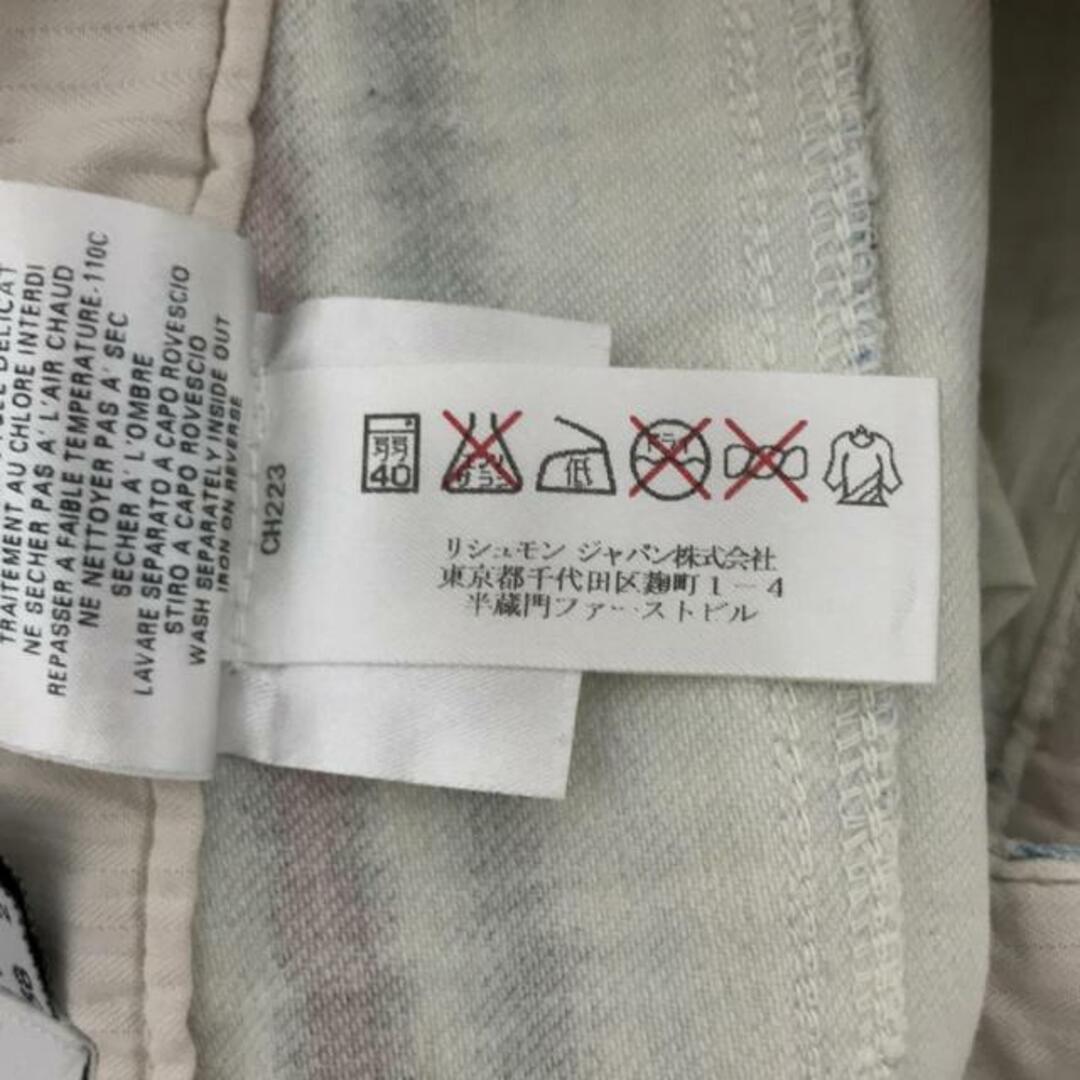 TRAITEMENT AU CHLORE INTERDI
NE SECHER PAS A' L'AIR CHAUD
REPASSER A FAIBLE TEMPERATURE.110C
NE NETTOYER PAS A' SEC
SECHER A' L'OMBRE
LAVARE SEPARATO A CAPO ROVESCIO
STIRO A CAPO ROVESCIO
WASH SEPARATELY INSIDE OUT
IRON ON REVERSE
CH223
弱
40
低
リシュモン ジャパン株式会社
東京都千代田区麹町1-4
半蔵門ファーストビル